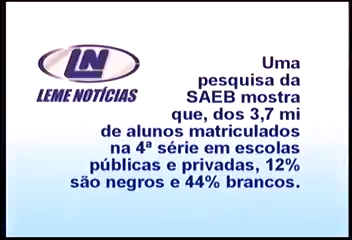 LN
LEME NOTÍCIAS
Uma
pesquisa da
SAEB mostra
que, dos 3,7 mi
de alunos matriculados
na 4ª série em escolas
públicas e privadas, 12%
são negros e 44% brancos.